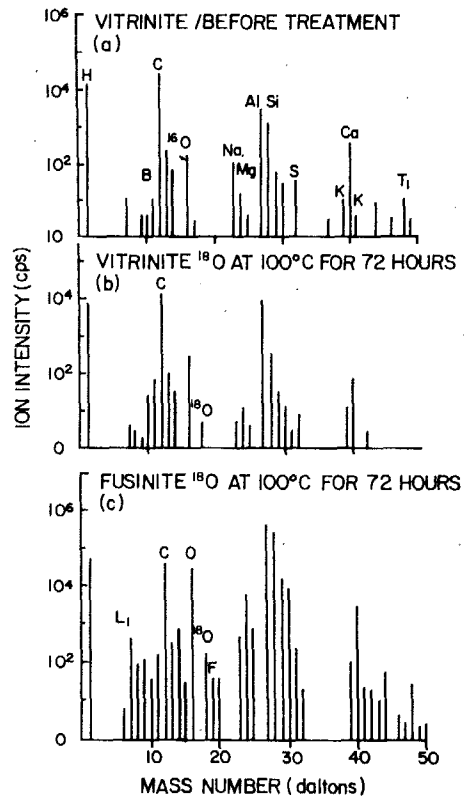 10⁶
VITRINITE / BEFORE TREATMENT
(a)
H
C
10⁴
Al Si
¹⁶O
Ca
10²
B
Na
Mg
S
K K
Ti
10
ION INTENSITY (cps)
VITRINITE ¹⁸O AT 100°C FOR 72 HOURS
(b)
C
10⁴
10²
¹⁸O
0
FUSINITE ¹⁸O AT 100°C FOR 72 HOURS
(c)
10⁶
C O
10⁴
Li
¹⁸O
F
10²
0
10 20 30 40 50
MASS NUMBER (daltons)